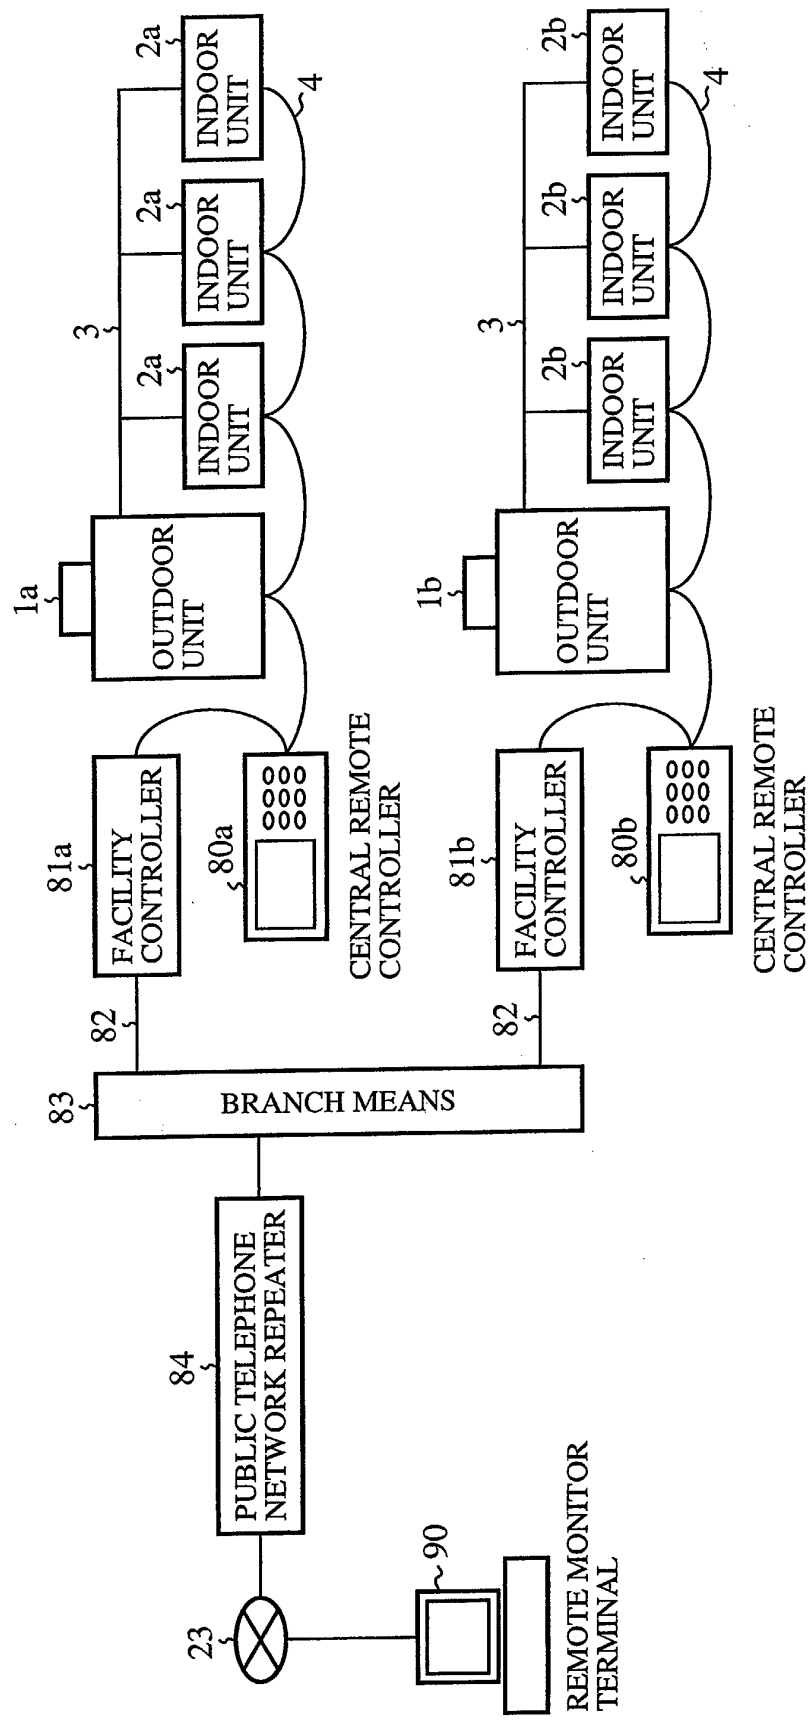 1a
OUTDOOR
UNIT
3
2a
INDOOR
UNIT
2a
INDOOR
UNIT
2a
INDOOR
UNIT
4
81a
FACILITY
CONTROLLER
80a
CENTRAL REMOTE
CONTROLLER
82
83
BRANCH MEANS
84
PUBLIC TELEPHONE
NETWORK REPEATER
23
90
REMOTE MONITOR
TERMINAL
82
81b
FACILITY
CONTROLLER
80b
CENTRAL REMOTE
CONTROLLER
1b
OUTDOOR
UNIT
3
2b
INDOOR
UNIT
2b
INDOOR
UNIT
2b
INDOOR
UNIT
4